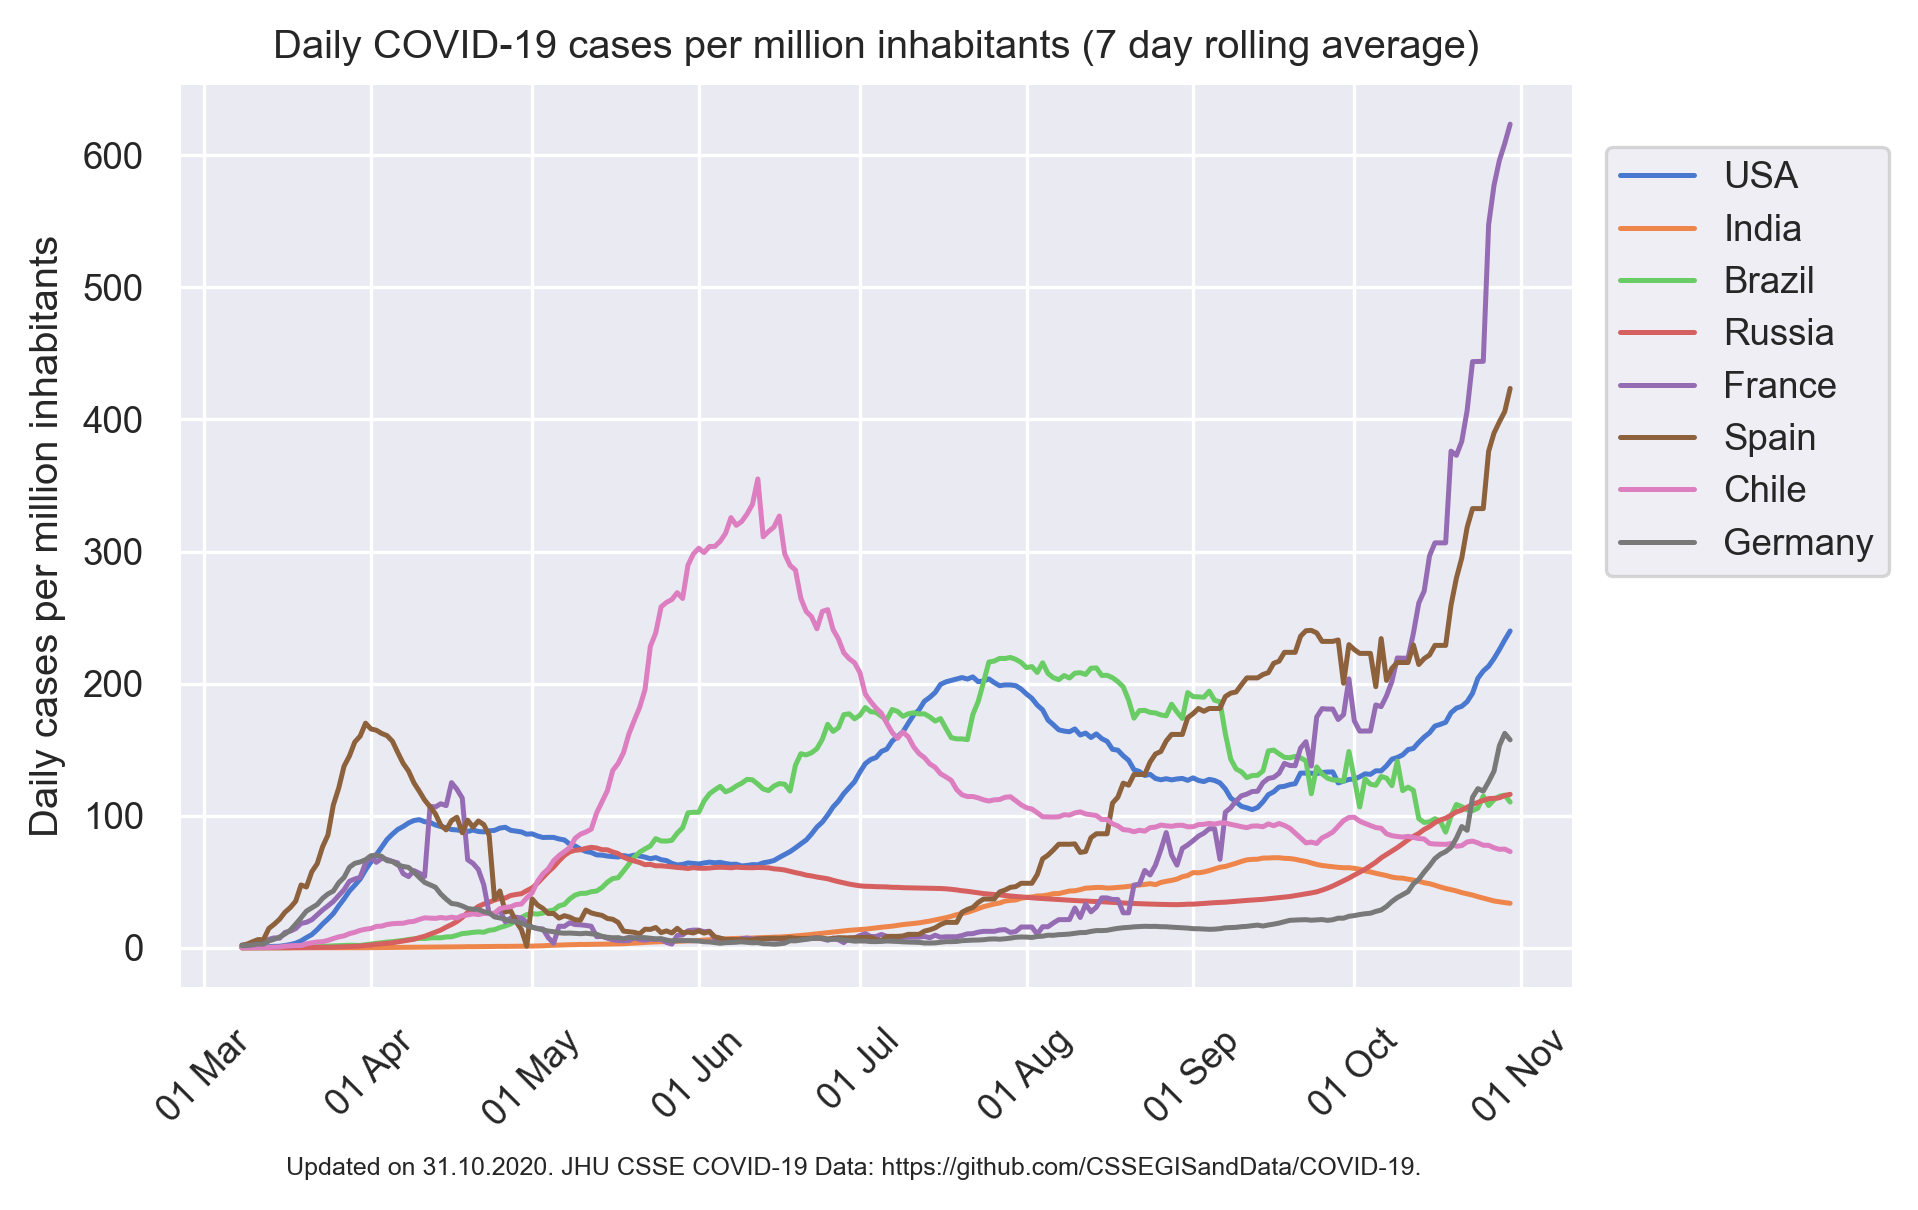 Daily COVID-19 cases per million inhabitants (7 day rolling average)
Daily cases per million inhabitants
600
500
400
300
200
100
0
01 Mar
01 Apr
01 May
01 Jun
01 Jul
01 Aug
01 Sep
01 Oct
01 Nov
USA
India
Brazil
Russia
France
Spain
Chile
Germany
Updated on 31.10.2020. JHU CSSE COVID-19 Data: https://github.com/CSSEGISandData/COVID-19.